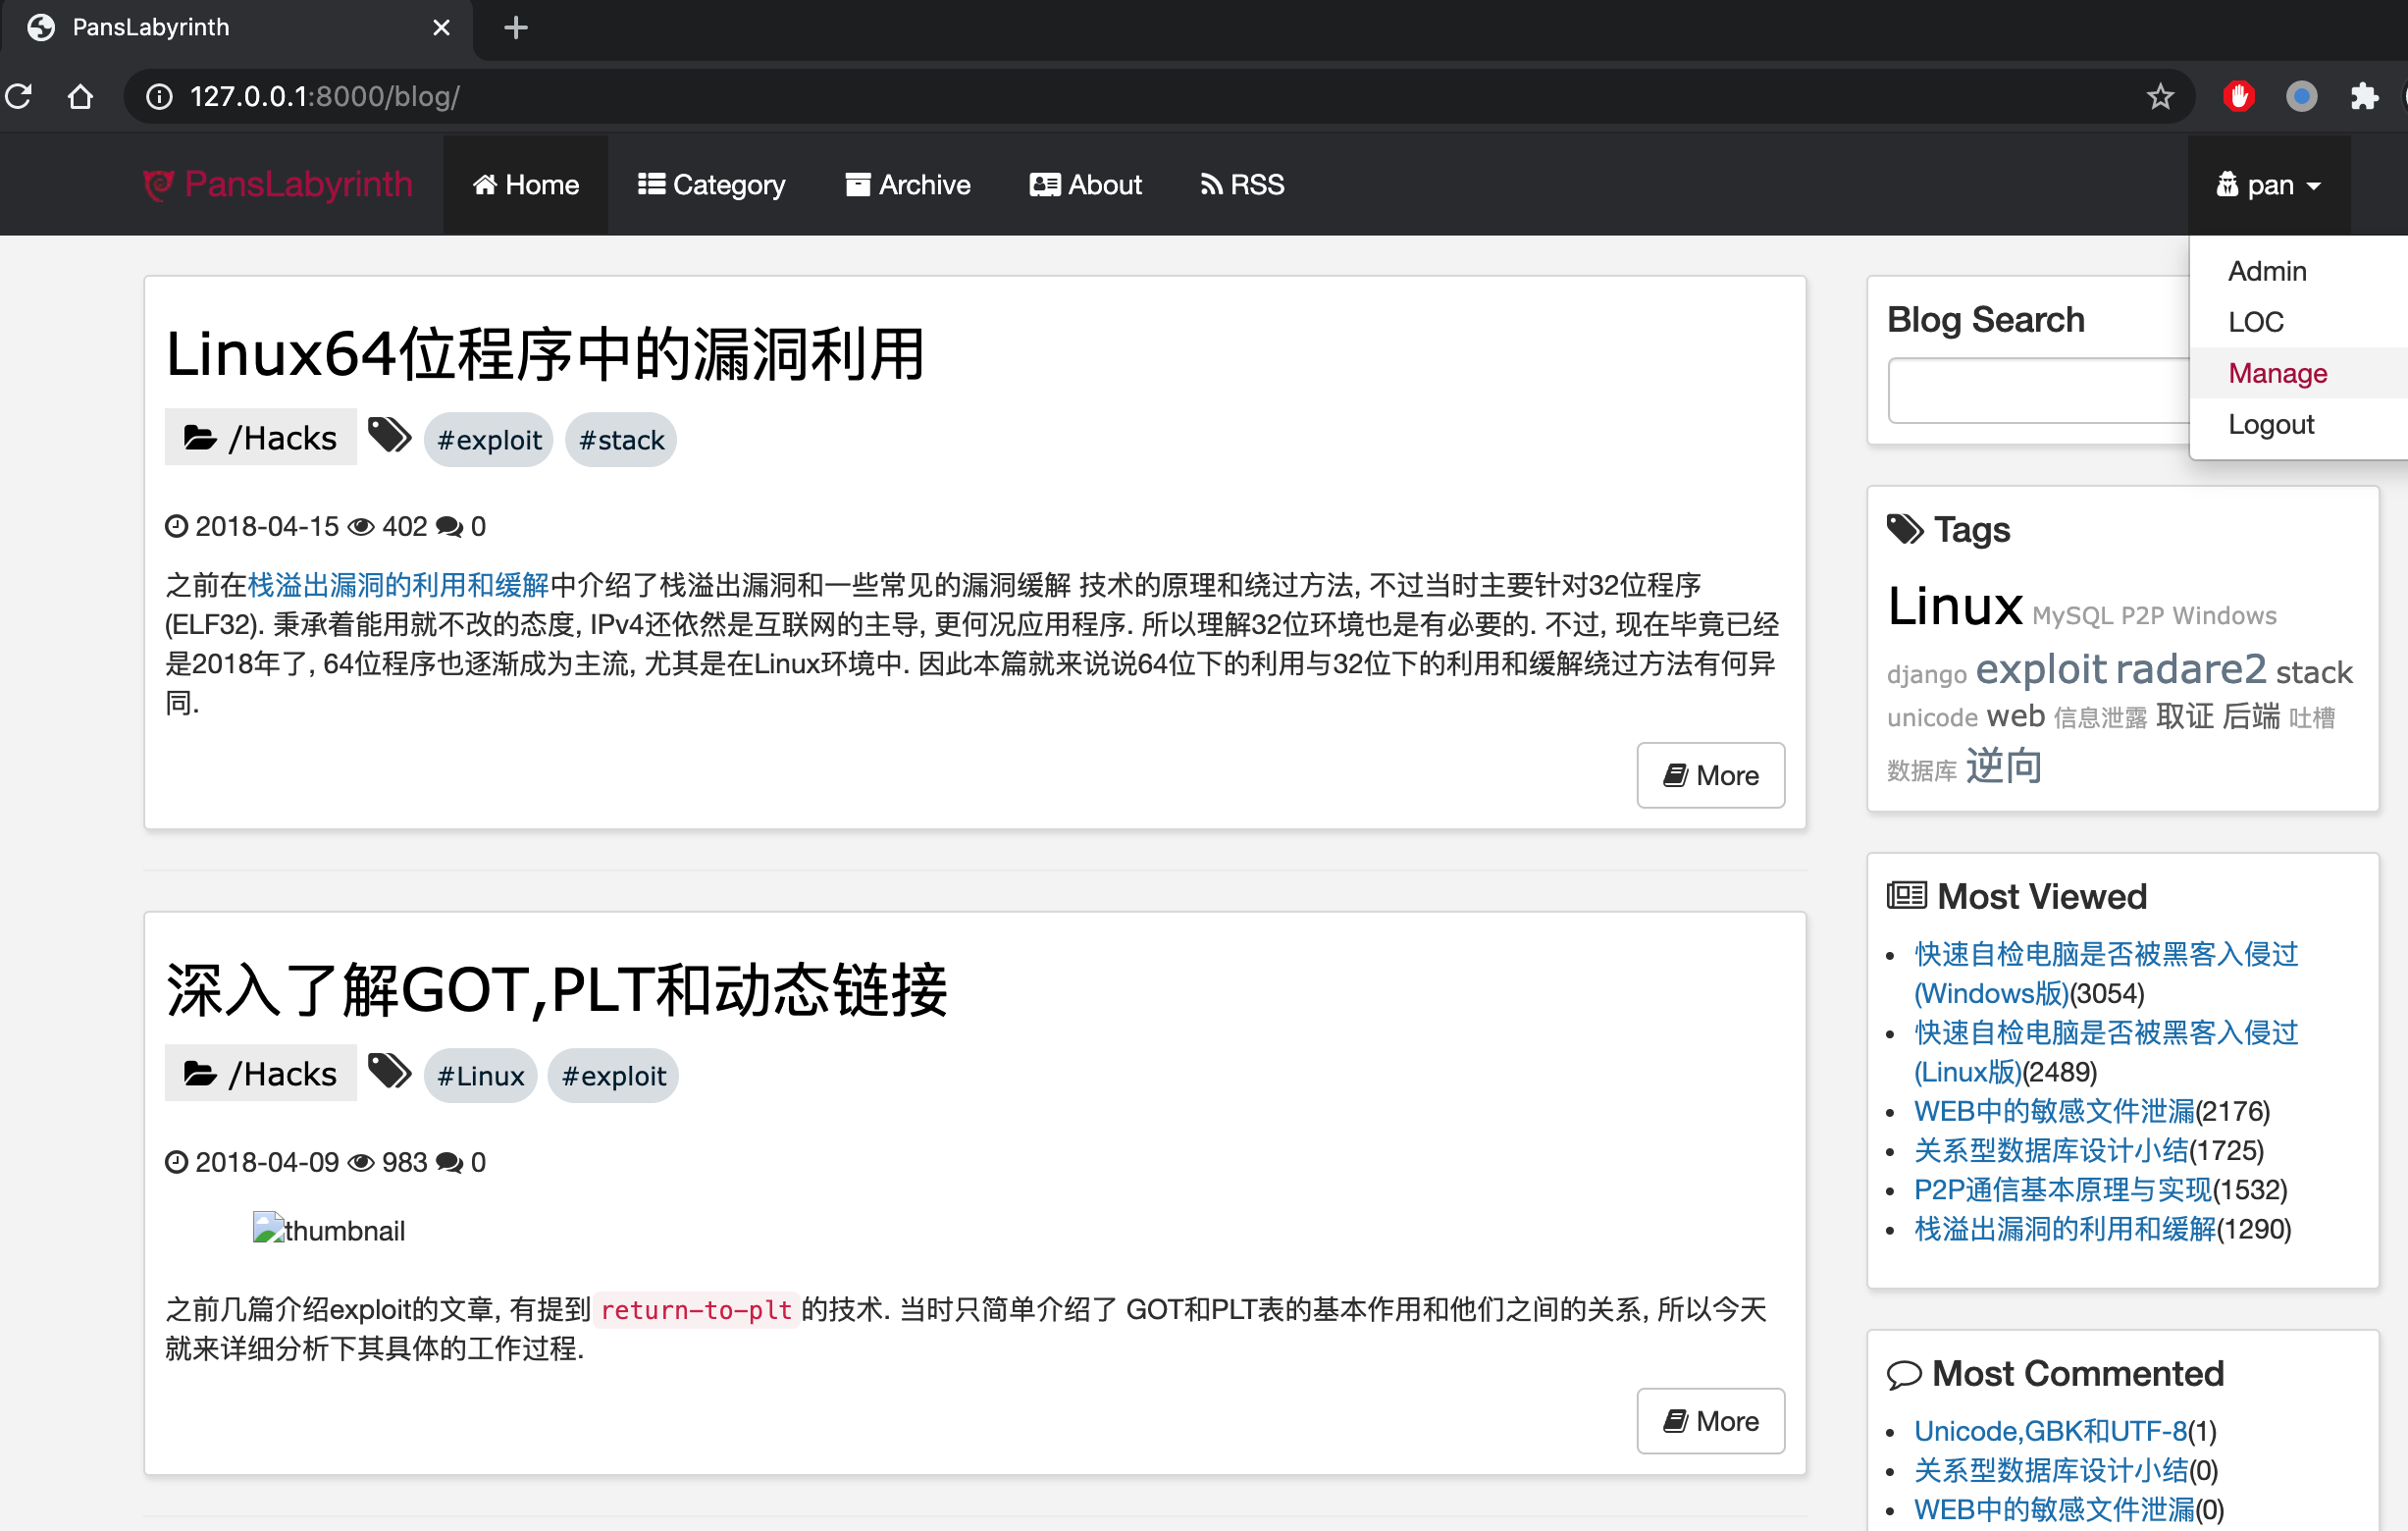 PansLabyrinth
127.0.0.1:8000/blog/
PansLabyrinth Home Category Archive About RSS pan
Admin
LOC
Manage
Logout
Linux64位程序中的漏洞利用
/Hacks #exploit #stack
2018-04-15 402 0
之前在栈溢出漏洞的利用和缓解中介绍了栈溢出漏洞和一些常见的漏洞缓解 技术的原理和绕过方法, 不过当时主要针对32位程序
(ELF32). 秉承着能用就不改的态度, IPv4还依然是互联网的主导, 更何况应用程序. 所以理解32位环境也是有必要的. 不过, 现在毕竟已经
是2018年了, 64位程序也逐渐成为主流, 尤其是在Linux环境中. 因此本篇就来说说64位下的利用与32位下的利用和缓解绕过方法有何异
同.
More
深入了解GOT,PLT和动态链接
/Hacks #Linux #exploit
2018-04-09 983 0
thumbnail
之前几篇介绍exploit的文章, 有提到return-to-plt的技术. 当时只简单介绍了 GOT和PLT表的基本作用和他们之间的关系, 所以今天
就来详细分析下其具体的工作过程.
More
Blog Search
Tags
Linux MySQL P2P Windows
django exploit radare2 stack
unicode web 信息泄露 取证 后端 吐槽
数据库 逆向
Most Viewed
快速自检电脑是否被黑客入侵过
(Windows版)(3054)
快速自检电脑是否被黑客入侵过
(Linux版)(2489)
WEB中的敏感文件泄漏(2176)
关系型数据库设计小结(1725)
P2P通信基本原理与实现(1532)
栈溢出漏洞的利用和缓解(1290)
Most Commented
Unicode,GBK和UTF-8(1)
关系型数据库设计小结(0)
WEB中的敏感文件泄漏(0)